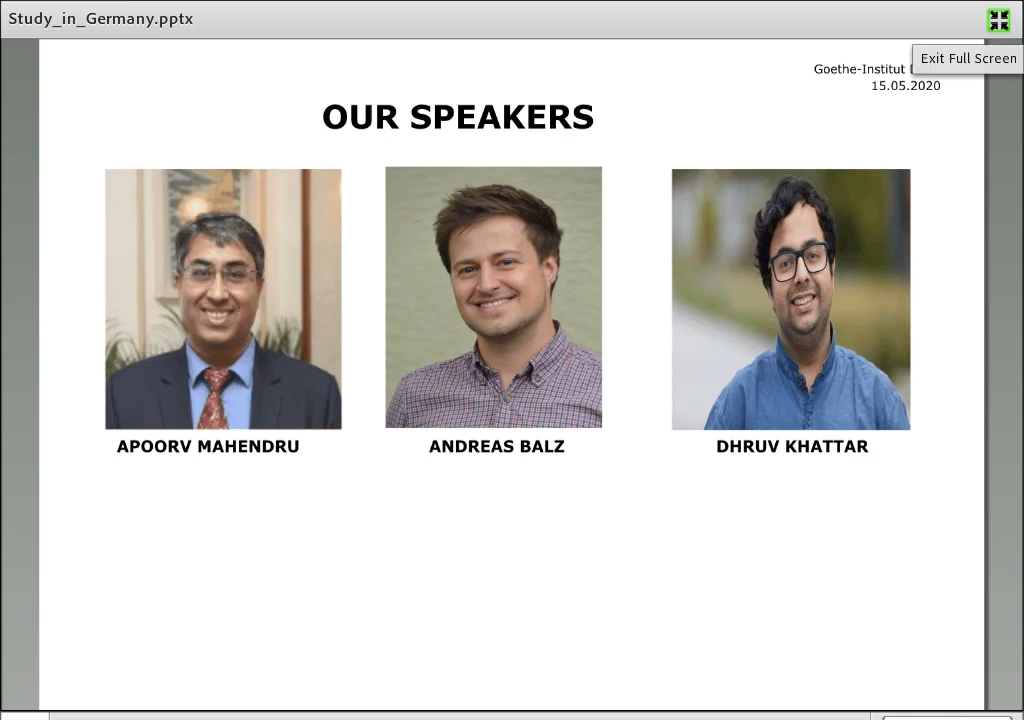 Study_in_Germany.pptx
Exit Full Screen
Goethe-Institut
15.05.2020
OUR SPEAKERS
APOORV MAHENDRU
ANDREAS BALZ
DHRUV KHATTAR